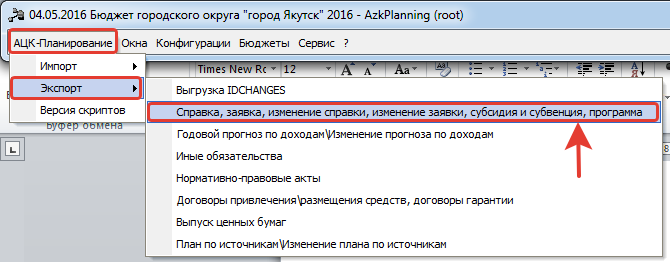 04.05.2016 Бюджет городского округа "город Якутск" 2016 - AzkPlanning (root)
АЦК-Планирование Окна Конфигурации Бюджеты Сервис ?
Импорт
Times New Ro 12
Экспорт
Выгрузка IDCHANGES
Версия скриптов
Справка, заявка, изменение справки, изменение заявки, субсидия и субвенция, программа
Буфер обмена
Годовой прогноз по доходам\Изменение прогноза по доходам
Иные обязательства
Нормативно-правовые акты
Договоры привлечения\размещения средств, договоры гарантии
Выпуск ценных бумаг
План по источникам\Изменение плана по источникам